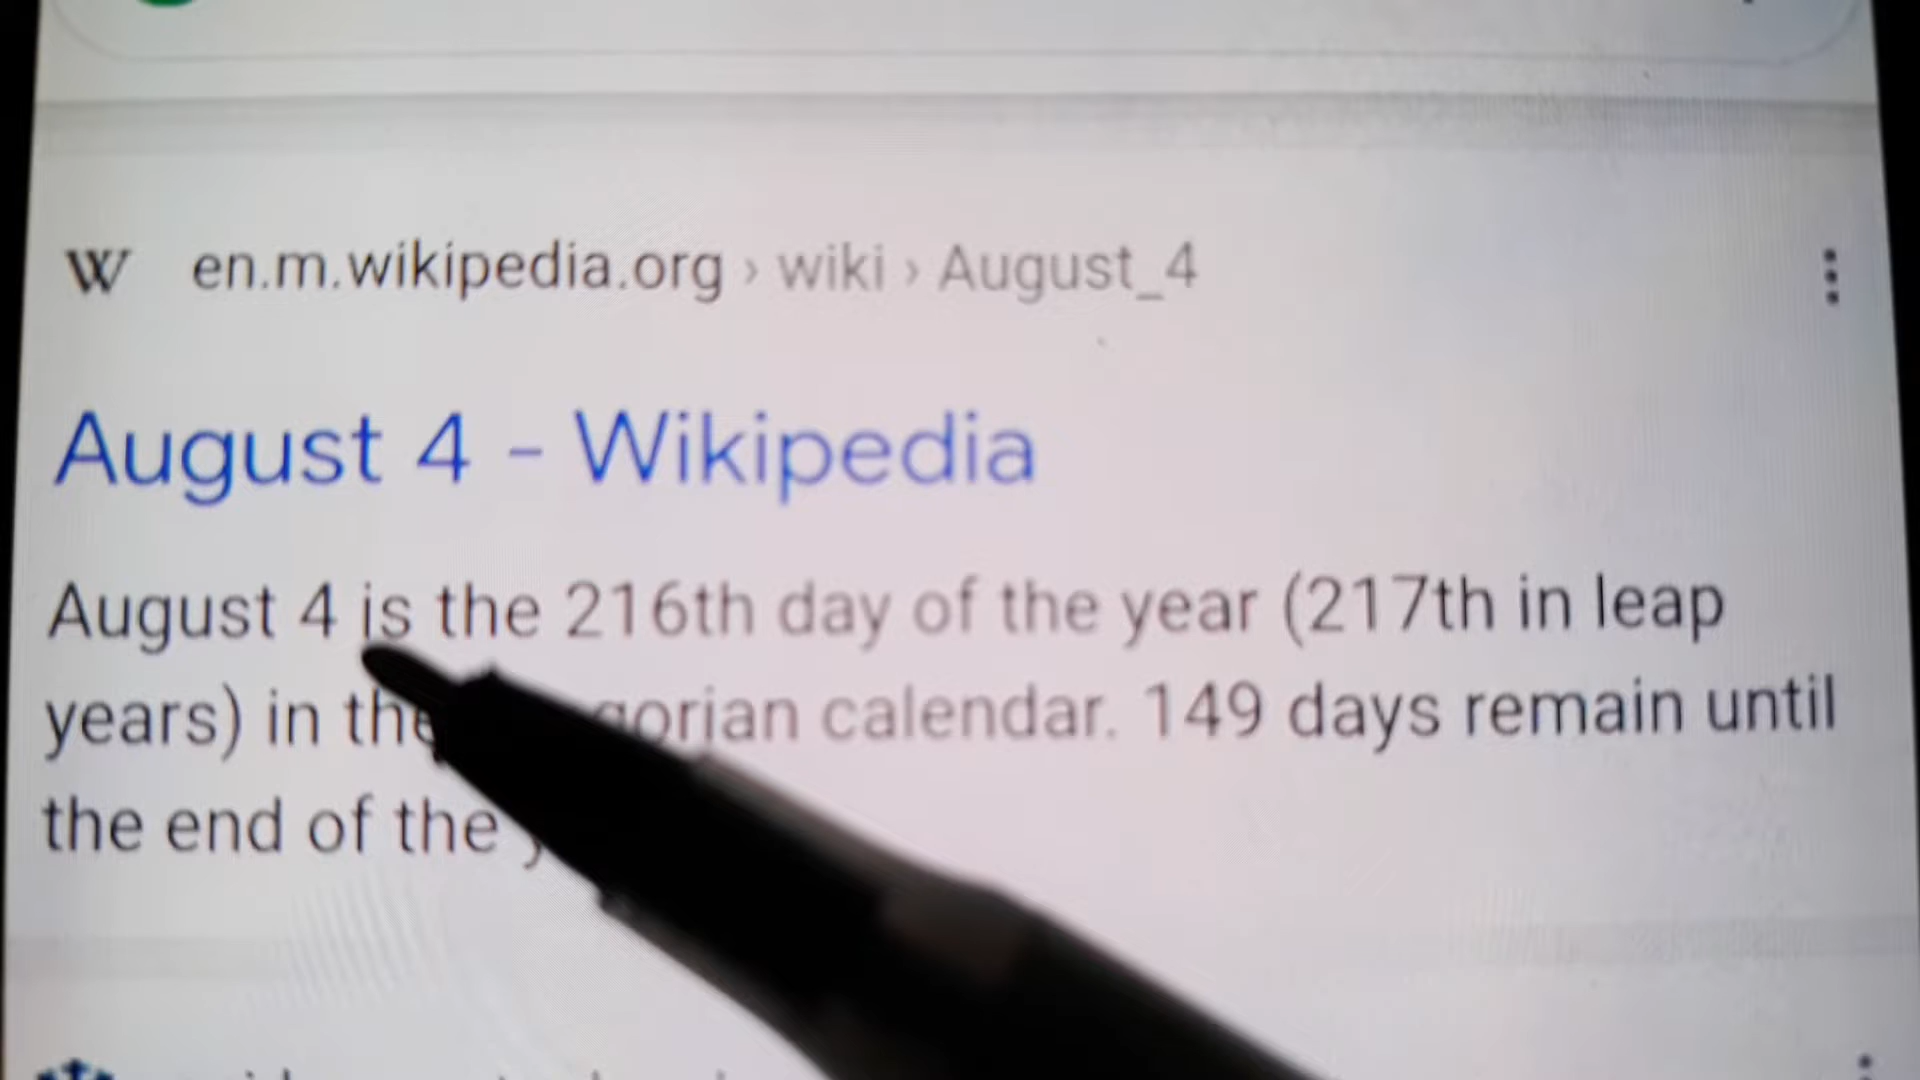 W en.m.wikipedia.org › wiki › August_4
August 4 - Wikipedia
August 4 is the 216th day of the year (217th in leap
years) in the gorian calendar. 149 days remain until
the end of the